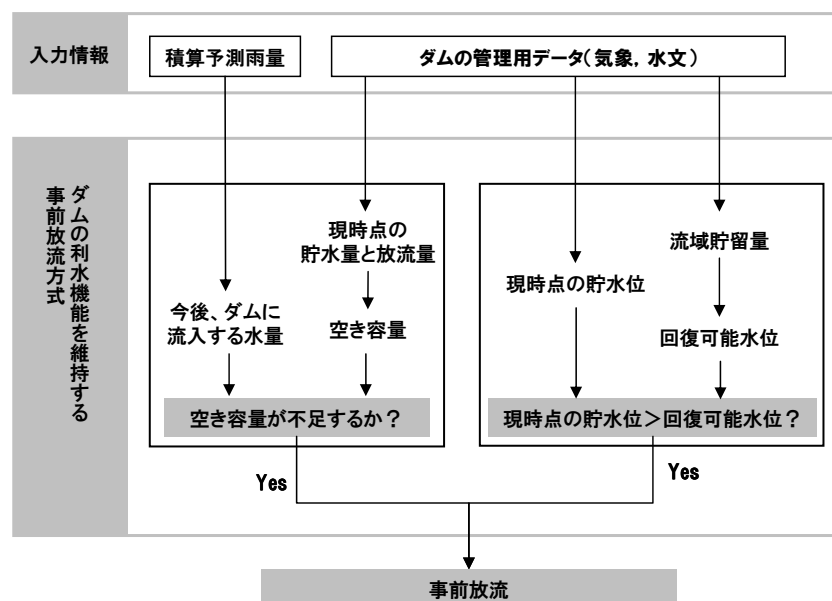 入力情報
積算予測雨量
ダムの管理用データ(気象，水文)
ダムの利水機能を維持する
事前放流方式
現時点の
貯水量と放流量
今後、ダムに
流入する水量
空き容量
空き容量が不足するか？
流域貯留量
現時点の貯水位
回復可能水位
現時点の貯水位＞回復可能水位？
Yes
Yes
事前放流